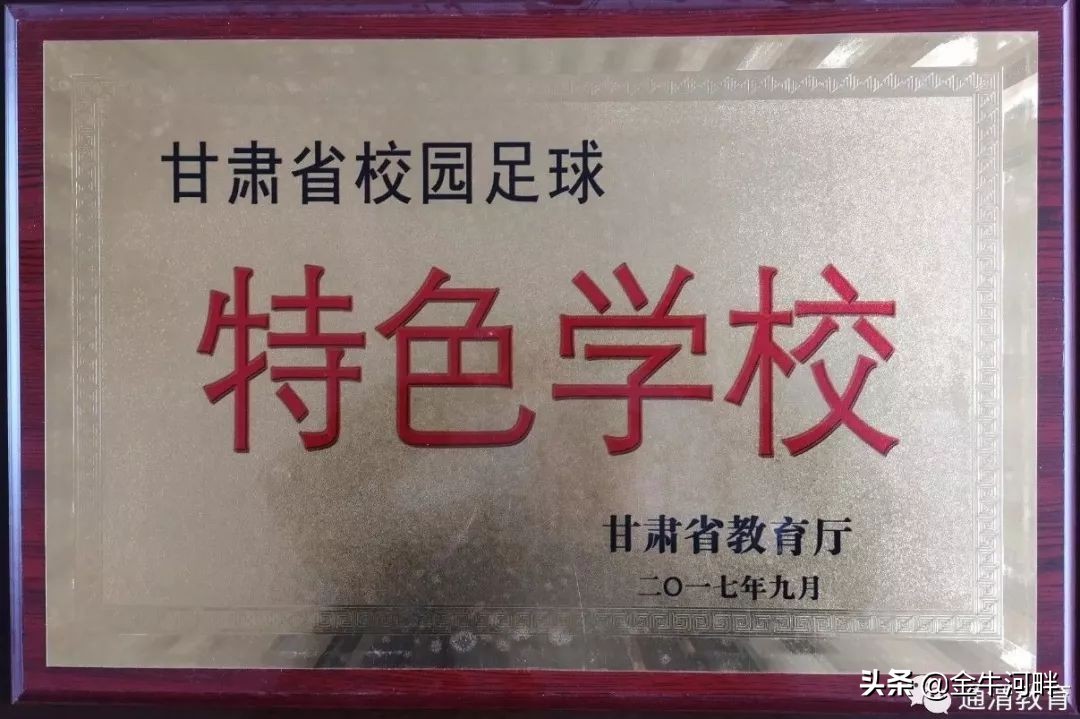 甘肃省校园足球
特色学校
甘肃省教育厅
二〇一七年九月
头条 @金牛河畔
通渭教育